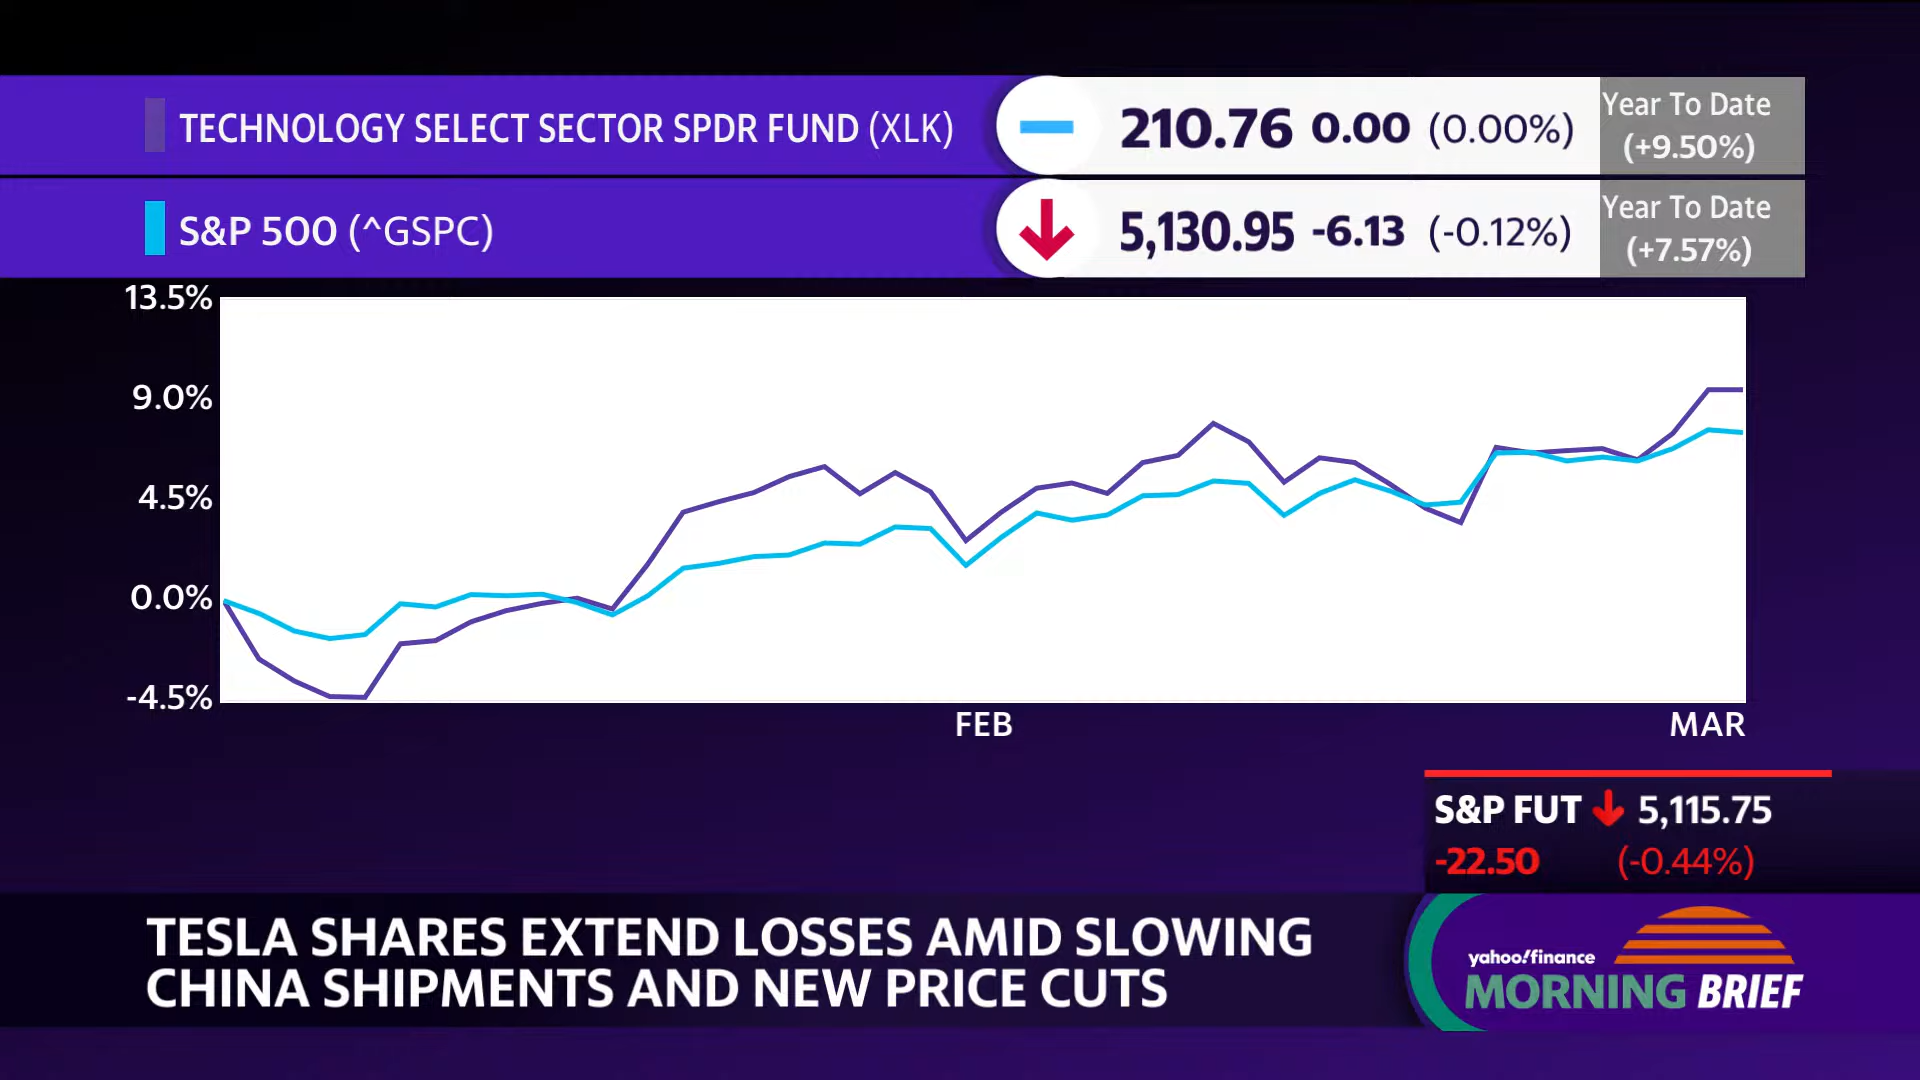 TECHNOLOGY SELECT SECTOR SPDR FUND (XLK) 210.76 0.00 (0.00%) Year To Date
(+9.50%)
S&P 500 (^GSPC) 5,130.95 -6.13 (-0.12%) Year To Date
(+7.57%)
13.5%
9.0%
4.5%
0.0%
-4.5%
FEB MAR
S&P FUT 5,115.75
-22.50 (-0.44%)
TESLA SHARES EXTEND LOSSES AMID SLOWING
CHINA SHIPMENTS AND NEW PRICE CUTS
yahoo!finance
MORNING BRIEF